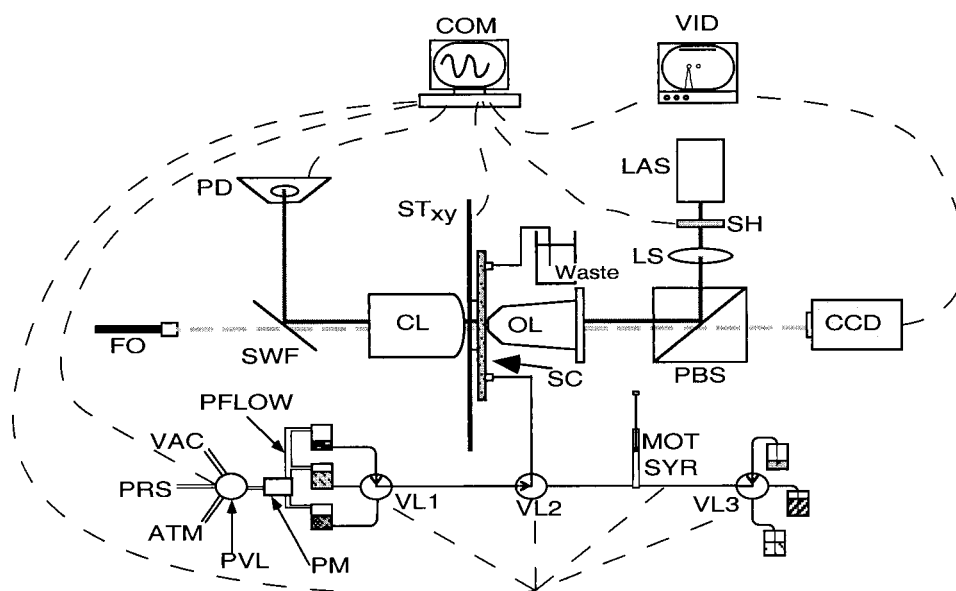 COM
VID
PD
LAS
STxy
SH
LS
Waste
CL
OL
CCD
FO
SWF
SC
PBS
PFLOW
VAC
MOT
SYR
PRS
VL1
VL2
VL3
ATM
PVL
PM